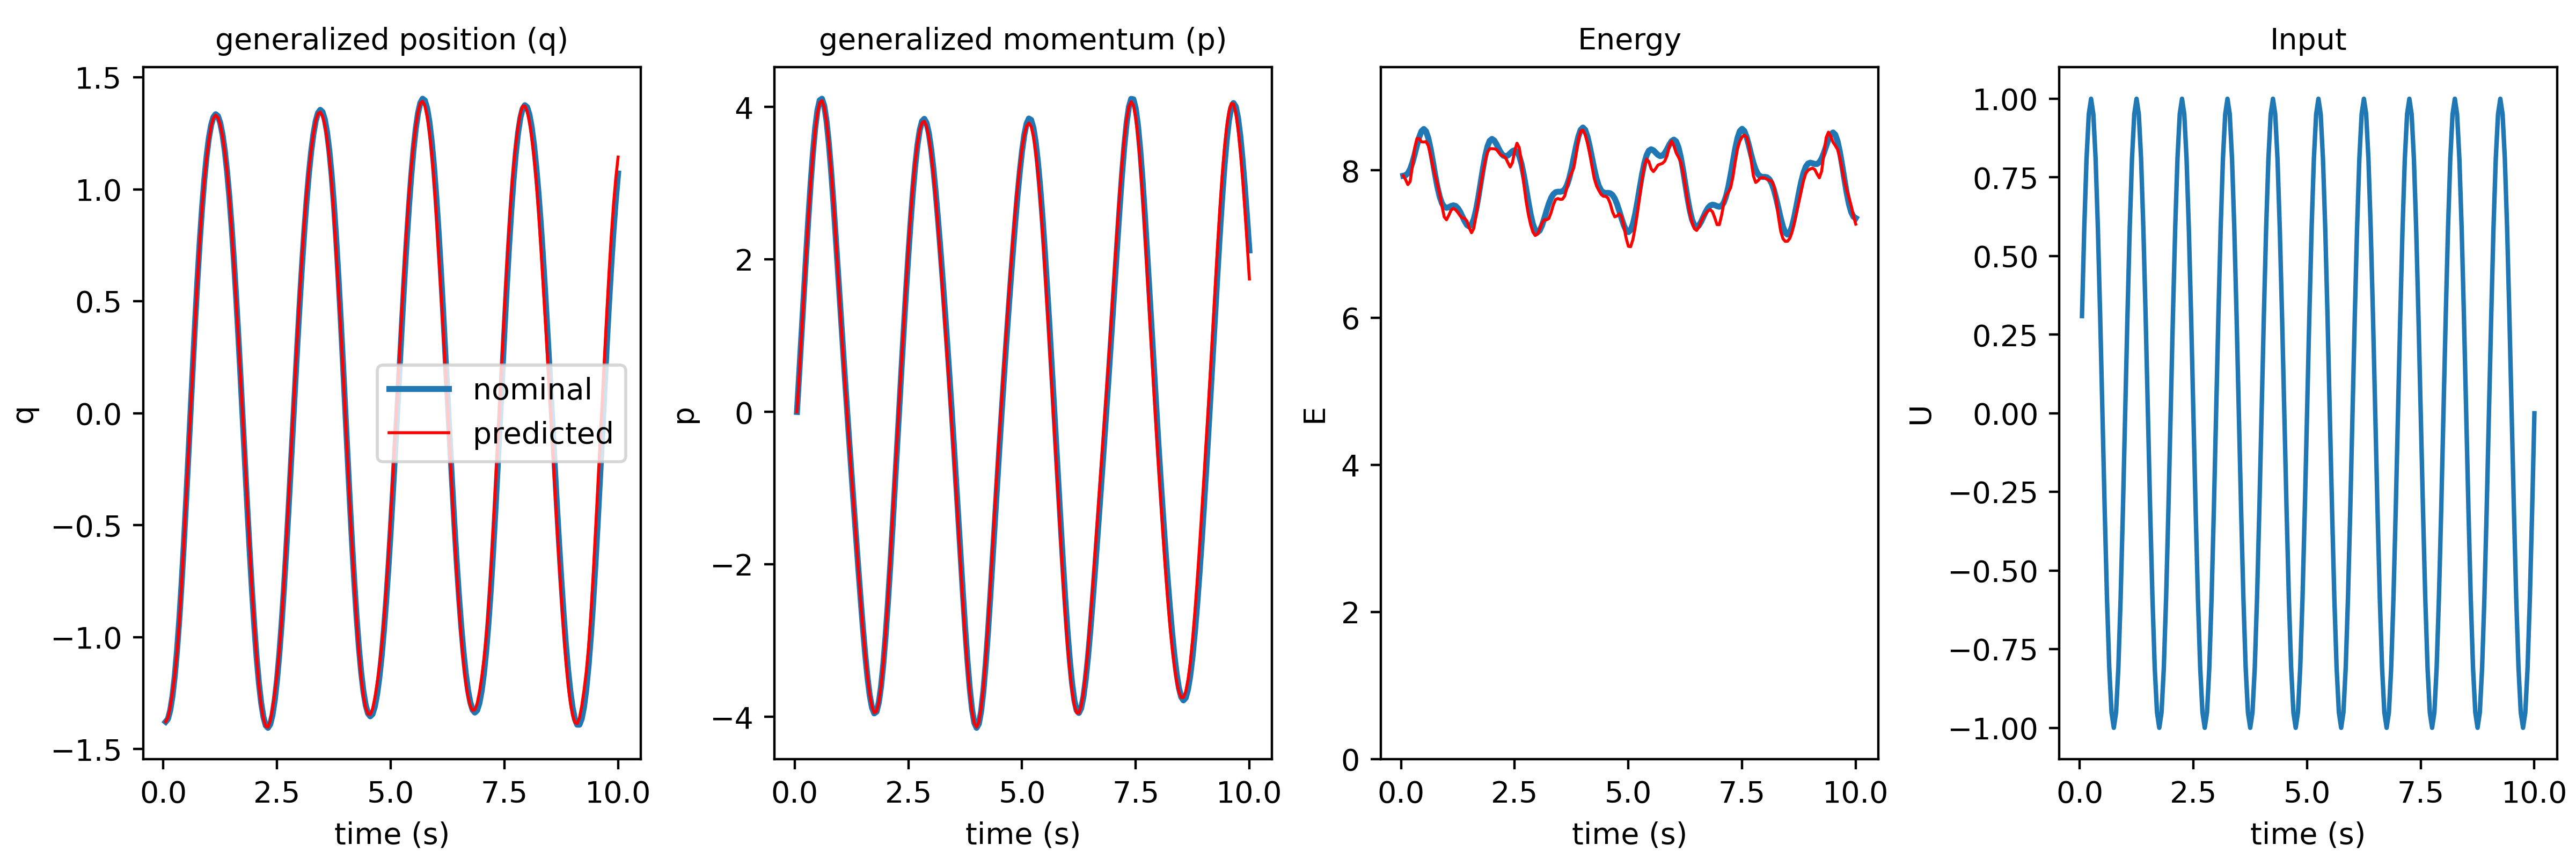 generalized position (q)
1.5
1.0
0.5
0.0
−0.5
−1.0
−1.5
q
nominal
predicted
0.0 2.5 5.0 7.5 10.0
time (s)
generalized momentum (p)
4
2
0
−2
−4
p
0.0 2.5 5.0 7.5 10.0
time (s)
Energy
8
6
4
2
0
E
0.0 2.5 5.0 7.5 10.0
time (s)
Input
1.00
0.75
0.50
0.25
0.00
−0.25
−0.50
−0.75
−1.00
U
0.0 2.5 5.0 7.5 10.0
time (s)